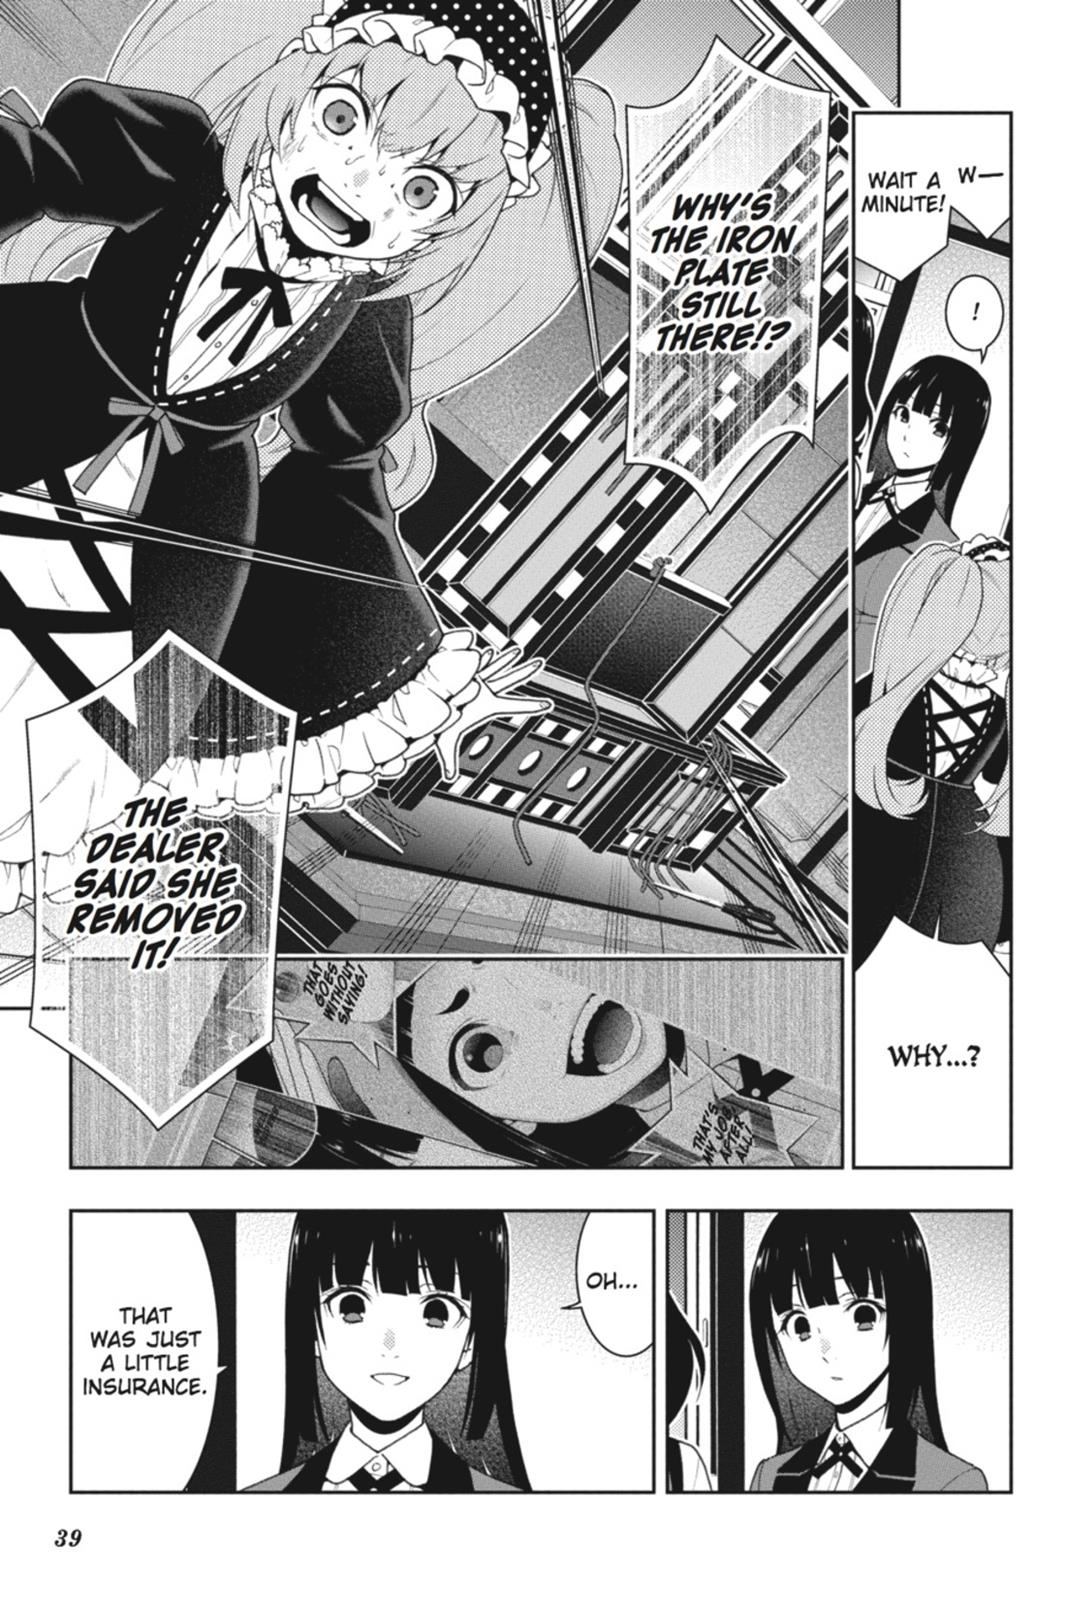 W—
WAIT A
MINUTE!
!
WHY...?
WHY'S
THE IRON
PLATE
STILL
THERE!?
THE
DEALER
SAID SHE
REMOVED
IT!
THAT
GOES
WITHOUT
SAYING!
THAT'S
MY JOB,
AFTER
ALL!
OH...
THAT
WAS JUST
A LITTLE
INSURANCE.
39